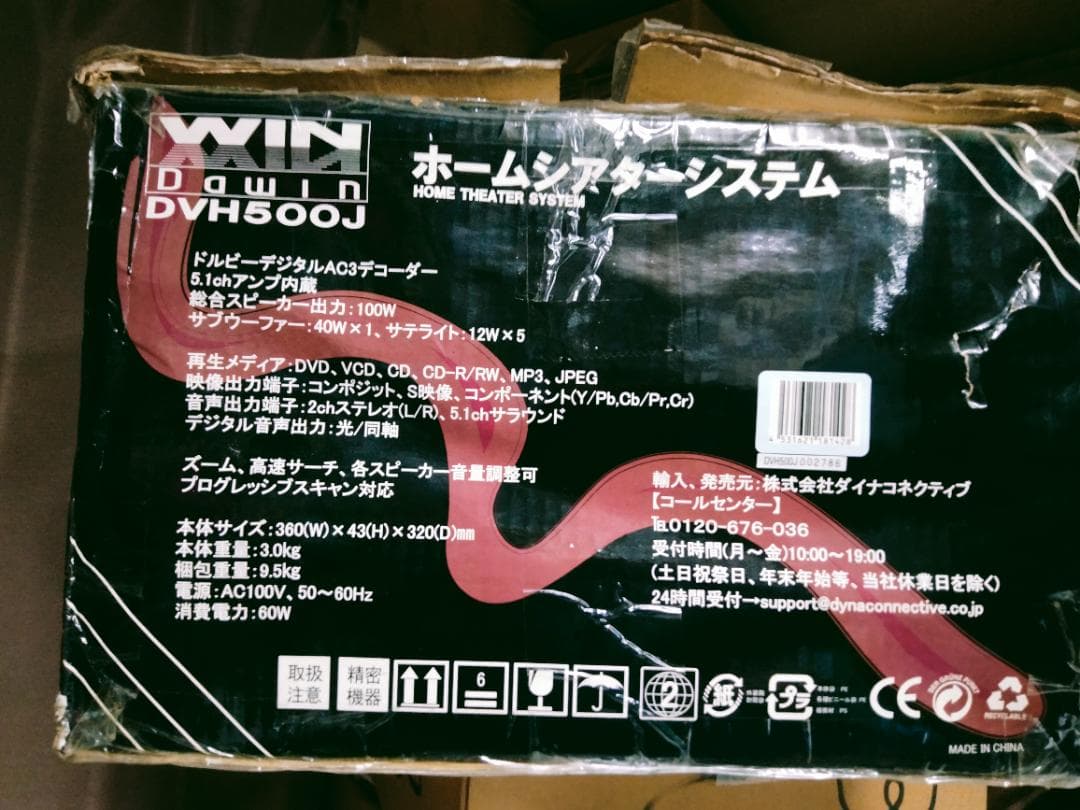 WIN
Dawin
DVH500J
ホームシアターシステム
HOME THEATER SYSTEM
ドルビーデジタルAC3デコーダー
5.1chアンプ内蔵
総合スピーカー出力:100W
サブウーファー:40W×1、サテライト:12W×5
再生メディア:DVD、VCD、CD、CD-R/RW、MP3、JPEG
映像出力端子:コンポジット、S映像、コンポーネント(Y/Pb,Cb/Pr,Cr)
音声出力端子:2chステレオ(L/R)、5.1chサラウンド
デジタル音声出力:光/同軸
ズーム、高速サーチ、各スピーカー音量調整可
プログレッシブスキャン対応
本体サイズ:360(W)×43(H)×320(D)mm
本体重量:3.0kg
梱包重量:9.5kg
電源:AC100V、50～60Hz
消費電力:60W
4 531621 181428
DVH500J002786
輸入、発売元:株式会社ダイナコネクティブ
【コールセンター】
℡0120-676-036
受付時間(月～金)10:00～19:00
(土日祝祭日、年末年始等、当社休業日を除く)
24時間受付→support@dynaconnective.co.jp
取扱
注意
精密
機器
6
2
紙
プラ
CE
DER GRÜNE PUNKT
RECYCLABLE
MADE IN CHINA